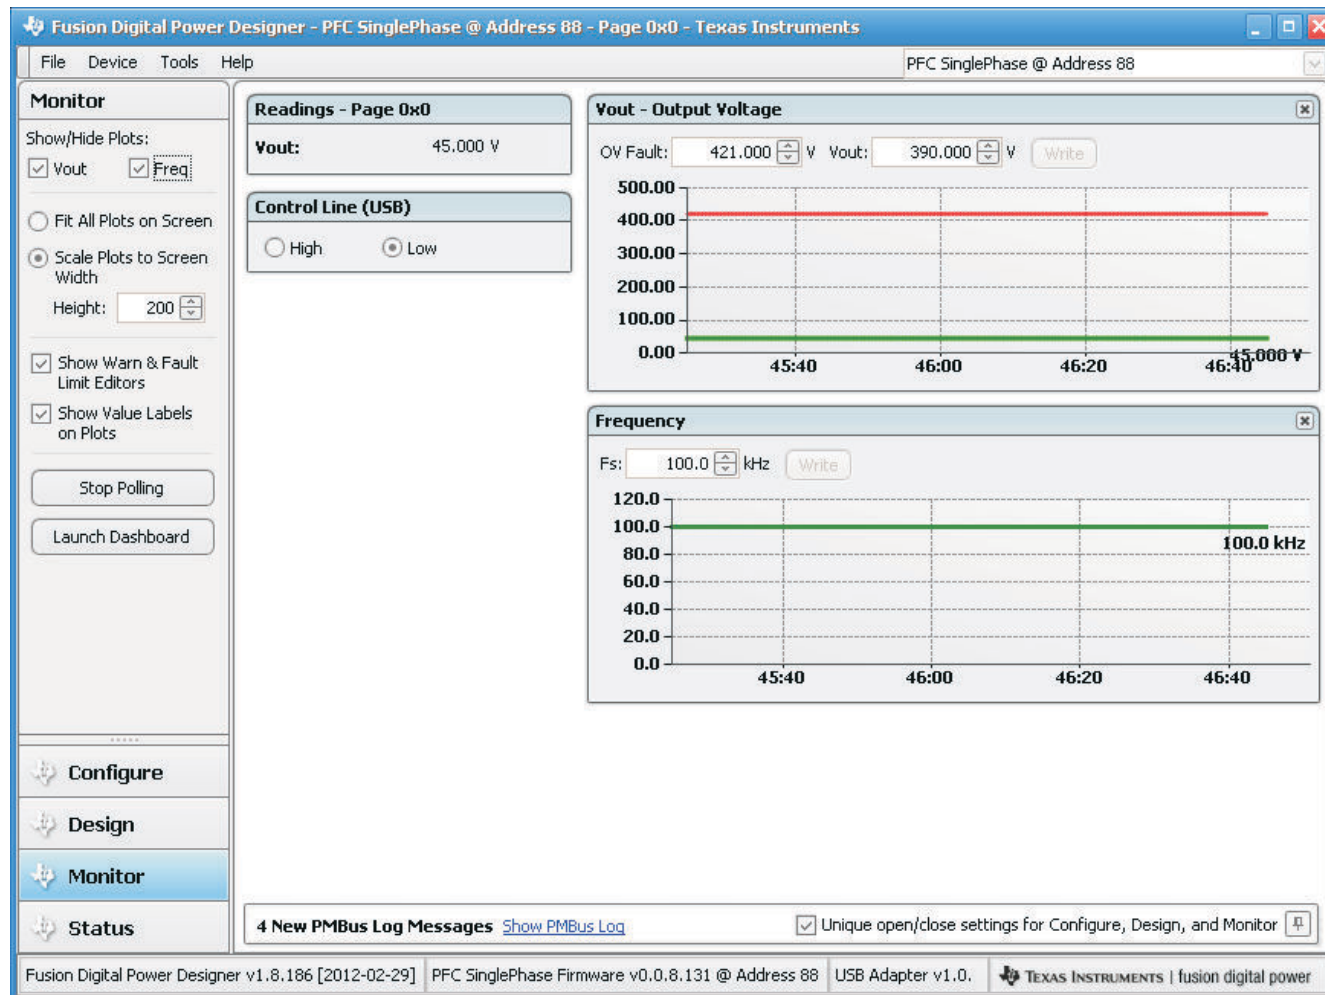 Fusion Digital Power Designer - PFC SinglePhase @ Address 88 - Page 0x0 - Texas Instruments
File Device Tools Help
PFC SinglePhase @ Address 88
Monitor
Show/Hide Plots:
Vout Freq
Fit All Plots on Screen
Scale Plots to Screen
Width
Height: 200
Show Warn & Fault
Limit Editors
Show Value Labels
on Plots
Stop Polling
Launch Dashboard
Configure
Design
Monitor
Status
Readings - Page 0x0
Vout: 45.000 V
Control Line (USB)
High Low
Vout - Output Voltage
OV Fault: 421.000 V Vout: 390.000 V Write
500.00
400.00
300.00
200.00
100.00
0.00
45.000 V
45:40 46:00 46:20 46:40
Frequency
Fs: 100.0 kHz Write
120.0
100.0
100.0 kHz
80.0
60.0
40.0
20.0
0.0
45:40 46:00 46:20 46:40
4 New PMBus Log Messages Show PMBus Log
Unique open/close settings for Configure, Design, and Monitor
Fusion Digital Power Designer v1.8.186 [2012-02-29] PFC SinglePhase Firmware v0.0.8.131 @ Address 88 USB Adapter v1.0. TEXAS INSTRUMENTS | fusion digital power